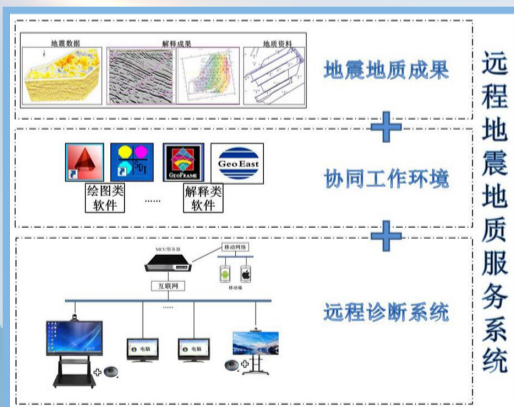 地震数据
解释成果
地质资料
地震地质成果
GEOFRAME
Geo East
绘图类
软件
......
解释类
软件
协同工作环境
MCU服务器
移动网络
移动端
互联网
......
电脑
电脑
远程诊断系统
远程地震地质服务系统